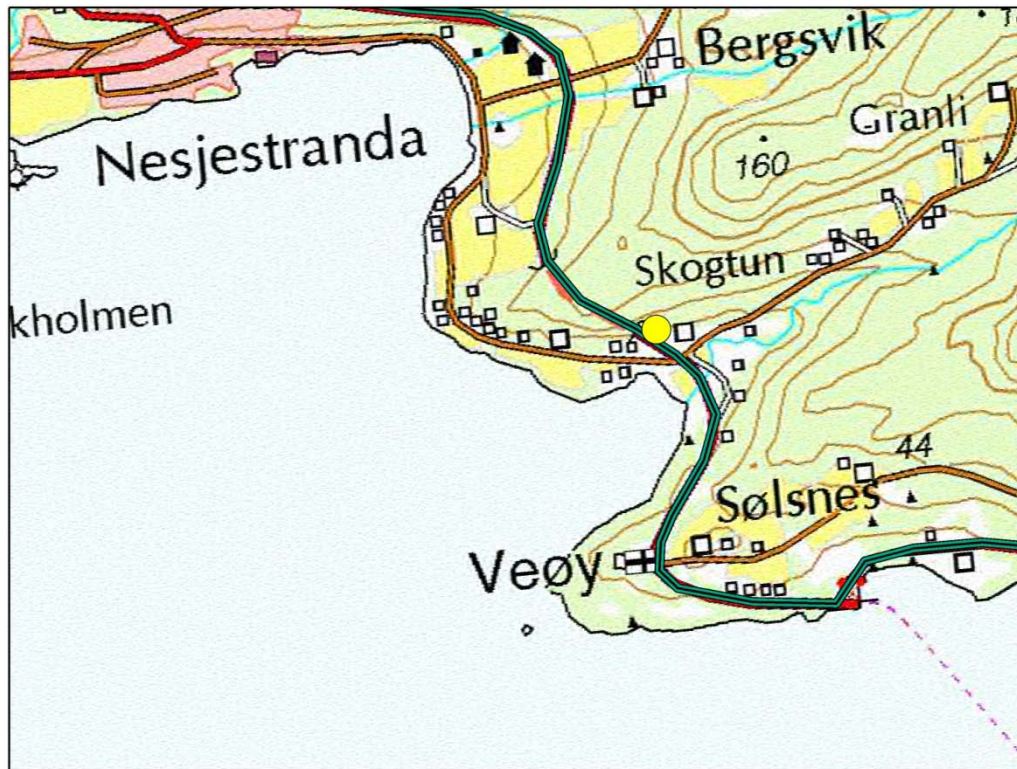 Bergsvik
Granli
Nesjestranda
160
Skogtun
kholmen
44
Sølsnes
Veøy